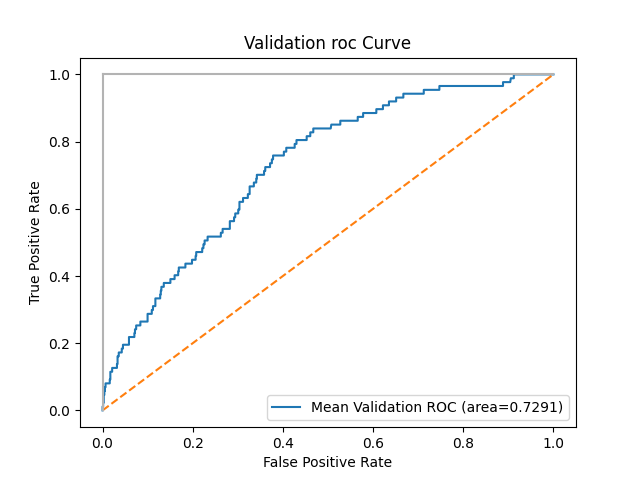 Validation roc Curve
True Positive Rate
1.0
0.8
0.6
0.4
0.2
0.0
Mean Validation ROC (area=0.7291)
0.0 0.2 0.4 0.6 0.8 1.0
False Positive Rate